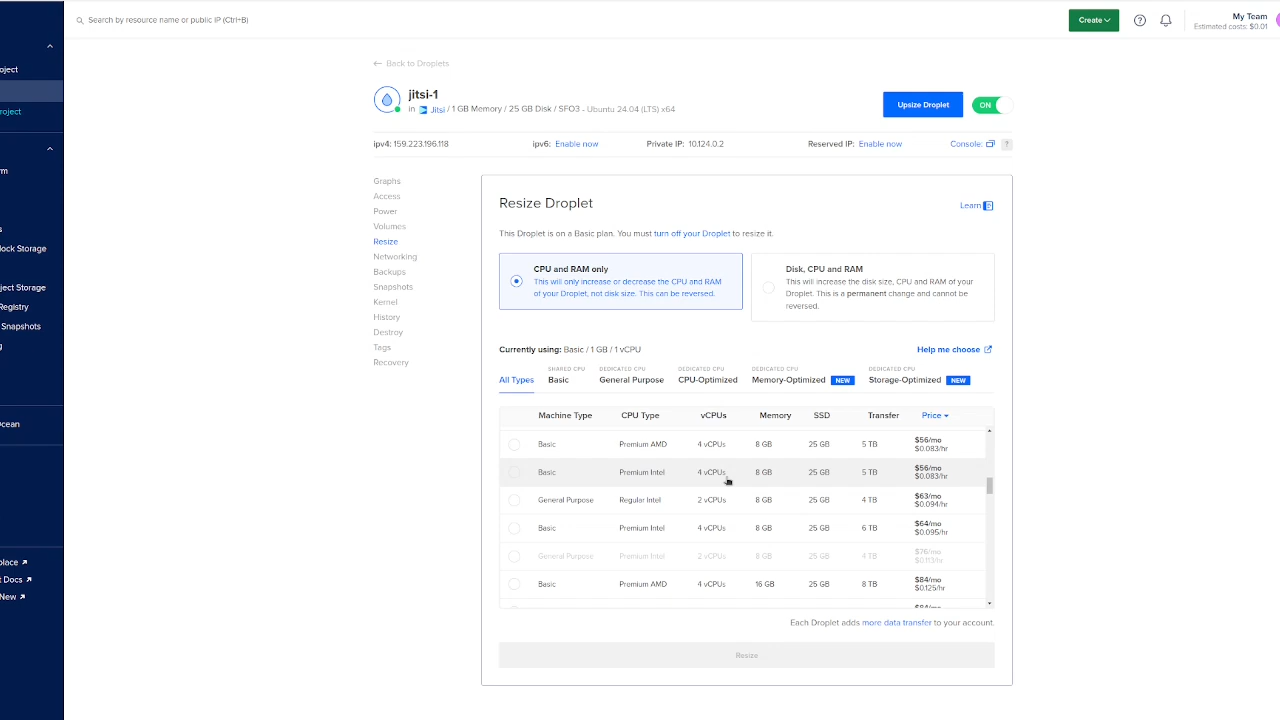 Search by resource name or public IP (Ctrl+B)
Create
?
My Team
Estimated costs: $0.01
oject
roject
rm
s
lock Storage
ject Storage
Registry
Snapshots
g
Ocean
place ↗
t Docs ↗
New ↗
← Back to Droplets
jitsi-1
in Jitsi / 1 GB Memory / 25 GB Disk / SFO3 - Ubuntu 24.04 (LTS) x64
Upsize Droplet
ON
ipv4: 159.223.196.118
ipv6: Enable now
Private IP: 10.124.0.2
Reserved IP: Enable now
Console:
?
Graphs
Access
Power
Volumes
Resize
Networking
Backups
Snapshots
Kernel
History
Destroy
Tags
Recovery
Resize Droplet
Learn
This Droplet is on a Basic plan. You must turn off your Droplet to resize it.
CPU and RAM only
This will only increase or decrease the CPU and RAM
of your Droplet, not disk size. This can be reversed.
Disk, CPU and RAM
This will increase the disk size, CPU and RAM of your
Droplet. This is a permanent change and cannot be
reversed.
Currently using: Basic / 1 GB / 1 vCPU
Help me choose
All Types
SHARED CPU
Basic
DEDICATED CPU
General Purpose
DEDICATED CPU
CPU-Optimized
DEDICATED CPU
Memory-Optimized NEW
DEDICATED CPU
Storage-Optimized NEW
Machine Type CPU Type vCPUs Memory SSD Transfer Price
Basic Premium AMD 4 vCPUs 8 GB 25 GB 5 TB $56/mo
$0.083/hr
Basic Premium Intel 4 vCPUs 8 GB 25 GB 5 TB $56/mo
$0.083/hr
General Purpose Regular Intel 2 vCPUs 8 GB 25 GB 4 TB $63/mo
$0.094/hr
Basic Premium Intel 4 vCPUs 8 GB 25 GB 6 TB $64/mo
$0.095/hr
General Purpose Premium Intel 2 vCPUs 8 GB 25 GB 4 TB $76/mo
$0.113/hr
Basic Premium AMD 4 vCPUs 16 GB 25 GB 8 TB $84/mo
$0.125/hr
$84/mo
Each Droplet adds more data transfer to your account.
Resize